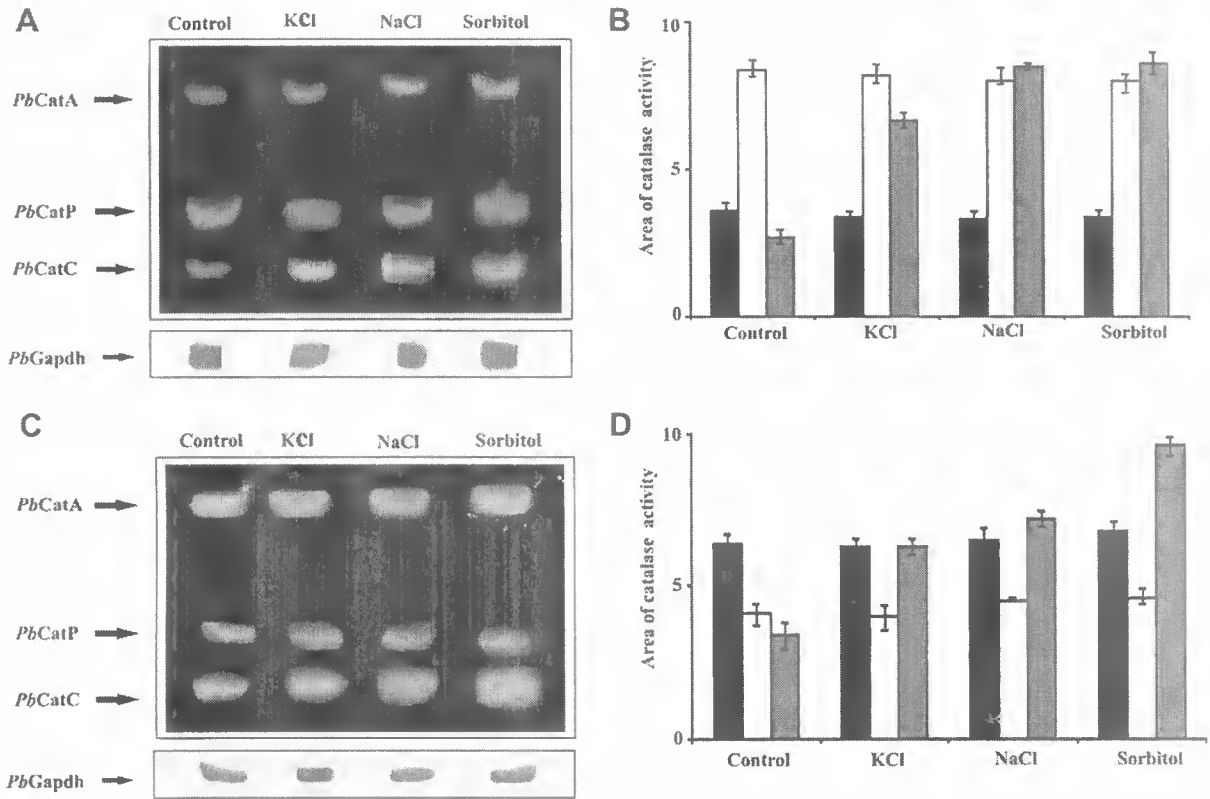 A
Control KCl NaCl Sorbitol
PbCatA
PbCatP
PbCatC
PbGapdh
B
Area of catalase activity
10
5
0
Control KCl NaCl Sorbitol
C
Control KCl NaCl Sorbitol
PbCatA
PbCatP
PbCatC
PbGapdh
D
Area of catalase activity
10
5
0
Control KCl NaCl Sorbitol